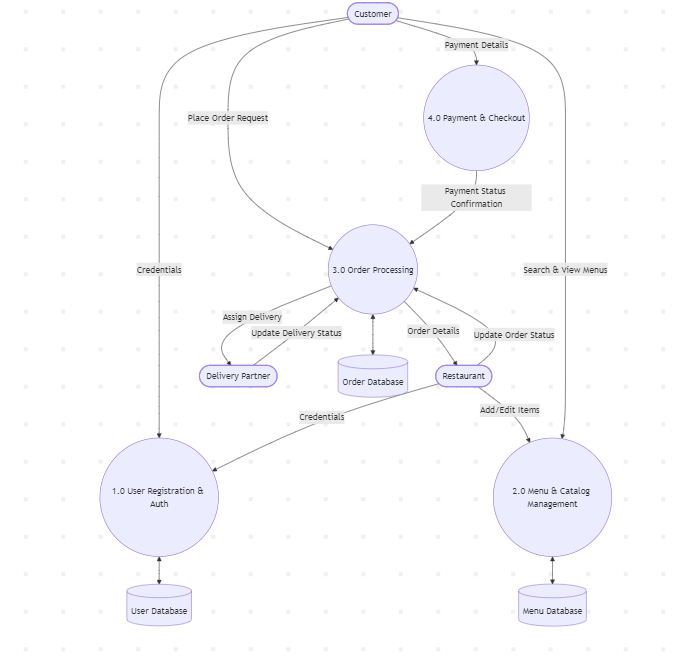 Customer
Payment Details
Place Order Request
4.0 Payment & Checkout
Payment Status
Confirmation
Credentials
3.0 Order Processing
Search & View Menus
Assign Delivery
Update Delivery Status
Order Details
Update Order Status
Delivery Partner
Order Database
Restaurant
Credentials
Add/Edit Items
1.0 User Registration &
Auth
2.0 Menu & Catalog
Management
User Database
Menu Database